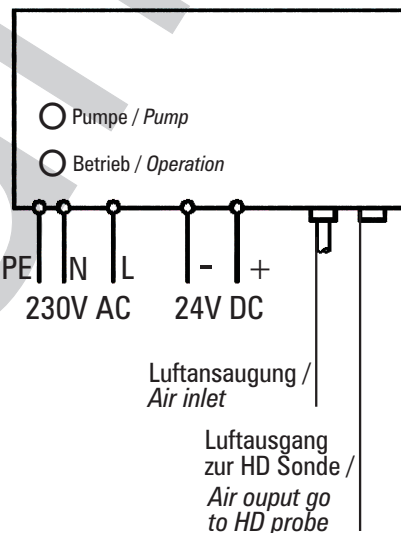 Pumpe / Pump
Betrieb / Operation
PE N L - +
230V AC 24V DC
Luftansaugung /
Air inlet
Luftausgang
zur HD Sonde /
Air ouput go
to HD probe